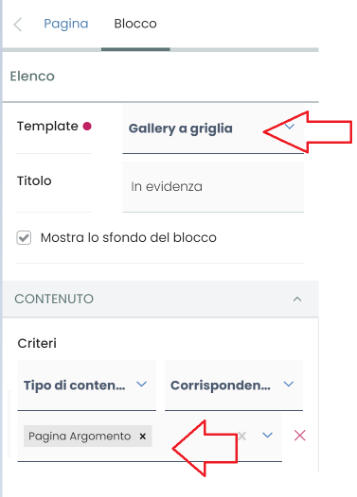 Pagina Blocco
Elenco
Template
Gallery a griglia
Titolo
In evidenza
Mostra lo sfondo del blocco
CONTENUTO
Criteri
Tipo di conten... Corrisponden...
Pagina Argomento x